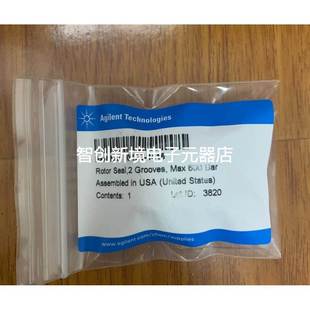 Agilent Technologies
智创新境电子元器店
Rotor Seal,2 Grooves, Max 600 Bar
Assembled in USA (United States)
Contents: 1
ID: 3820